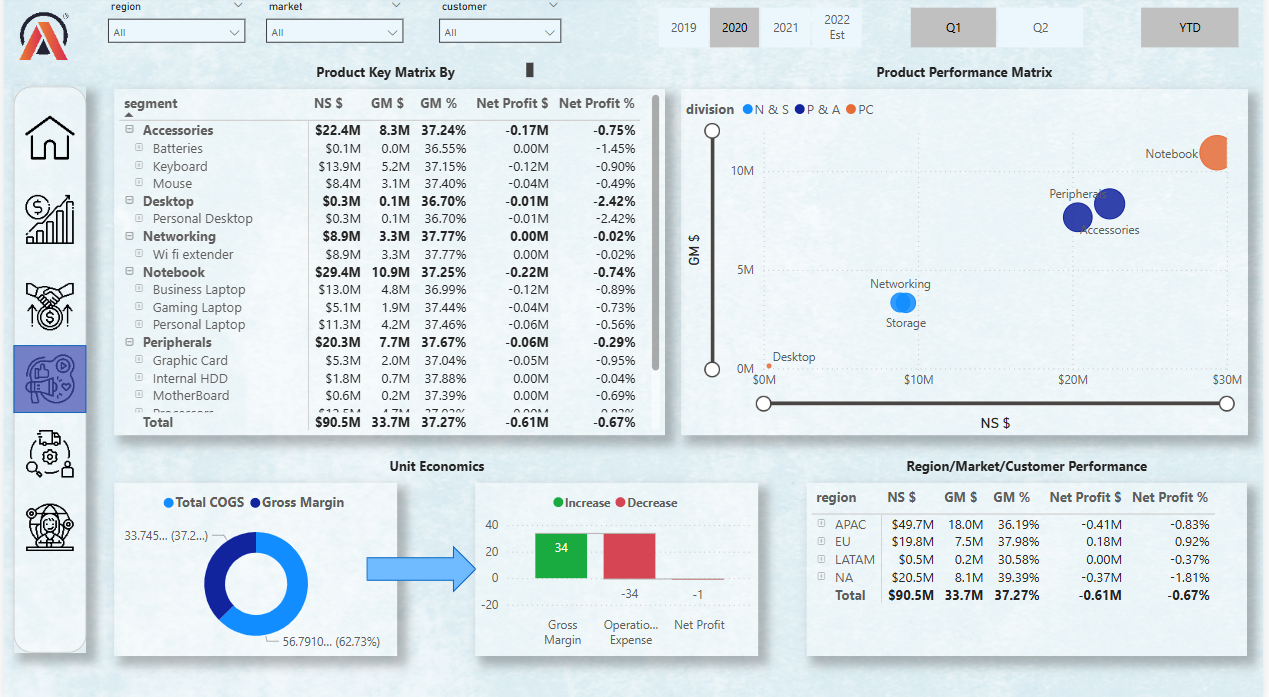 region market customer
All All All
2019 2020 2021 2022 Est Q1 Q2 YTD
Product Key Matrix By
segment NS $ GM $ GM % Net Profit $ Net Profit %
Accessories $22.4M 8.3M 37.24% -0.17M -0.75%
Batteries $0.1M 0.0M 36.55% 0.00M -1.45%
Keyboard $13.9M 5.2M 37.15% -0.12M -0.90%
Mouse $8.4M 3.1M 37.40% -0.04M -0.49%
Desktop $0.3M 0.1M 36.70% -0.01M -2.42%
Personal Desktop $0.3M 0.1M 36.70% -0.01M -2.42%
Networking $8.9M 3.3M 37.77% 0.00M -0.02%
Wi fi extender $8.9M 3.3M 37.77% 0.00M -0.02%
Notebook $29.4M 10.9M 37.25% -0.22M -0.74%
Business Laptop $13.0M 4.8M 36.99% -0.12M -0.89%
Gaming Laptop $5.1M 1.9M 37.44% -0.04M -0.73%
Personal Laptop $11.3M 4.2M 37.46% -0.06M -0.56%
Peripherals $20.3M 7.7M 37.67% -0.06M -0.29%
Graphic Card $5.3M 2.0M 37.04% -0.05M -0.95%
Internal HDD $1.8M 0.7M 37.88% 0.00M -0.04%
MotherBoard $0.6M 0.2M 37.39% 0.00M -0.69%
Total $90.5M 33.7M 37.27% -0.61M -0.67%
Product Performance Matrix
division N & S P & A PC
GM $
10M
5M
0M
Notebook
Peripherals
Accessories
Networking
Storage
Desktop
$0M $10M $20M $30M
NS $
Unit Economics
Total COGS Gross Margin
33.745... (37.2...)
56.7910... (62.73%)
Increase Decrease
40
20
0
-20
34
-34
-1
Gross Margin
Operatio... Expense
Net Profit
Region/Market/Customer Performance
region NS $ GM $ GM % Net Profit $ Net Profit %
APAC $49.7M 18.0M 36.19% -0.41M -0.83%
EU $19.8M 7.5M 37.98% 0.18M 0.92%
LATAM $0.5M 0.2M 30.58% 0.00M -0.37%
NA $20.5M 8.1M 39.39% -0.37M -1.81%
Total $90.5M 33.7M 37.27% -0.61M -0.67%